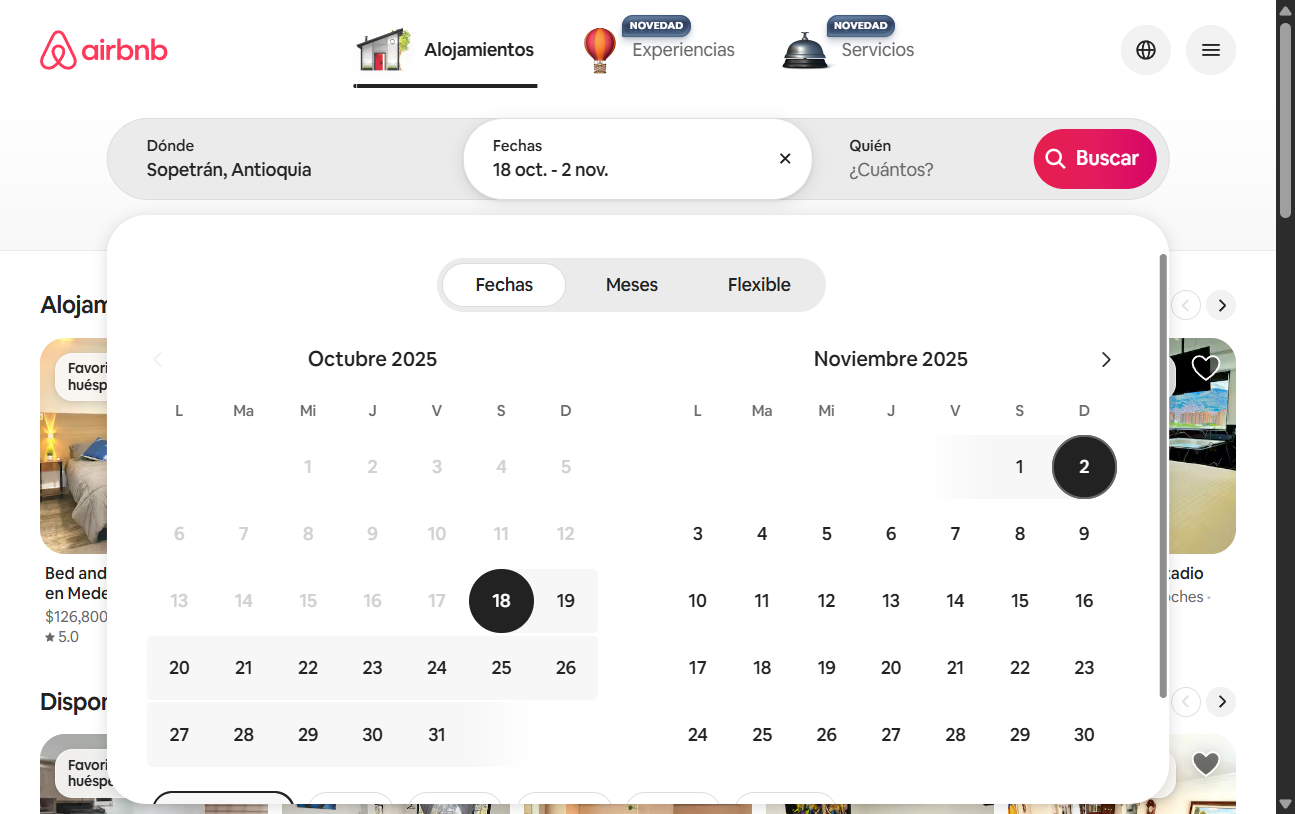 airbnb
Alojamientos
NOVEDAD
Experiencias
NOVEDAD
Servicios
Dónde
Sopetrán, Antioquia
Fechas
18 oct. - 2 nov.
Quién
¿Cuántos?
Buscar
Fechas
Meses
Flexible
Octubre 2025
L Ma Mi J V S D
1 2 3 4 5
6 7 8 9 10 11 12
13 14 15 16 17 18 19
20 21 22 23 24 25 26
27 28 29 30 31
Noviembre 2025
L Ma Mi J V S D
1 2
3 4 5 6 7 8 9
10 11 12 13 14 15 16
17 18 19 20 21 22 23
24 25 26 27 28 29 30
Alojam
Favori
huésp
Bed and
en Mede
$126,800
5.0
tadio
oches ·
Dispor
Favori
huéspe